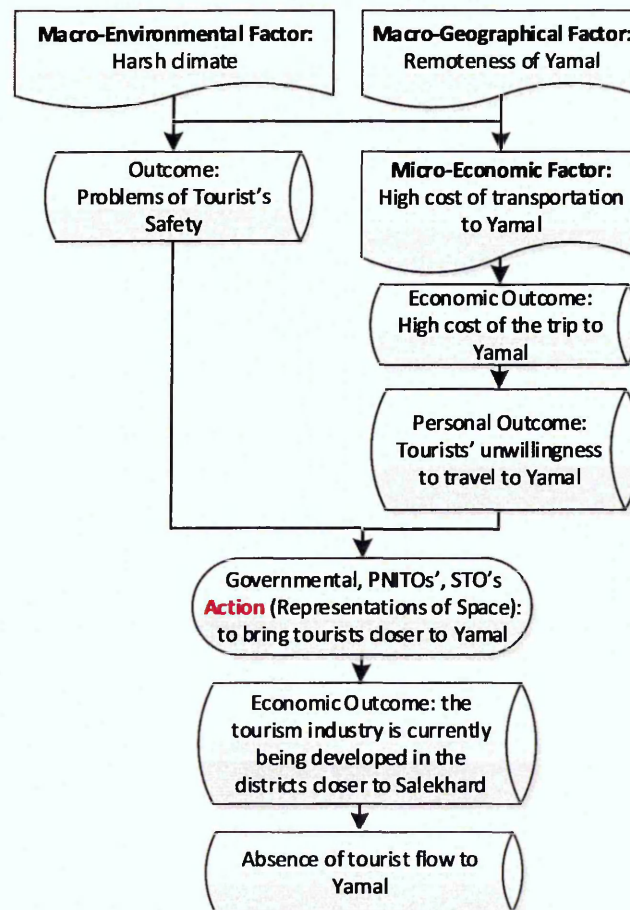 Macro-Environmental Factor:
Harsh climate
Macro-Geographical Factor:
Remoteness of Yamal
Outcome:
Problems of Tourist's
Safety
Micro-Economic Factor:
High cost of transportation
to Yamal
Economic Outcome:
High cost of the trip to
Yamal
Personal Outcome:
Tourists' unwillingness
to travel to Yamal
Governmental, PNITOs', STO's
Action (Representations of Space):
to bring tourists closer to Yamal
Economic Outcome: the
tourism industry is currently
being developed in the
districts closer to Salekhard
Absence of tourist flow to
Yamal